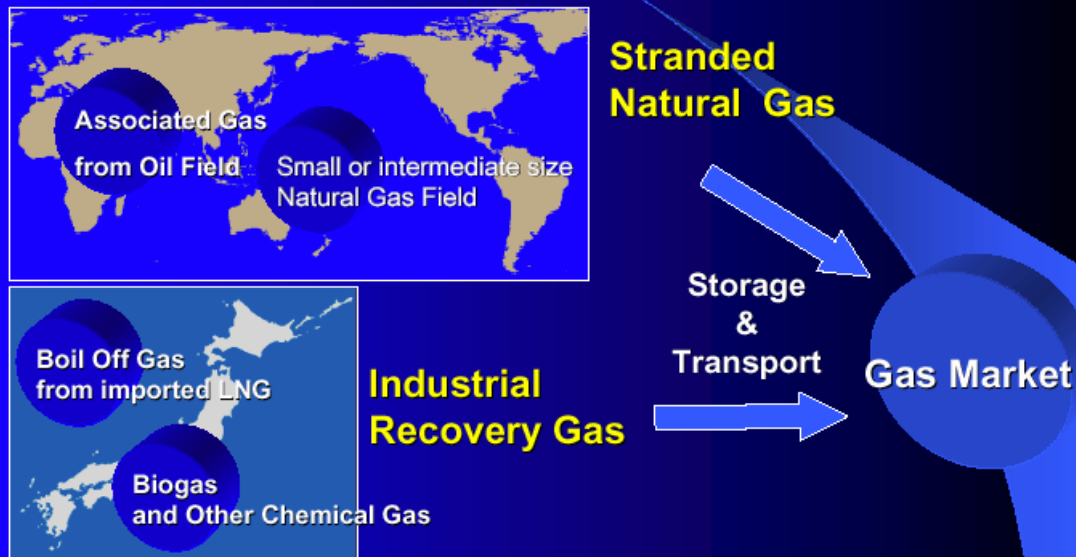 Stranded
Natural Gas
Associated Gas
from Oil Field
Small or intermediate size
Natural Gas Field
Storage
&
Transport
Gas Market
Boil Off Gas
from imported LNG
Industrial
Recovery Gas
Biogas
and Other Chemical Gas